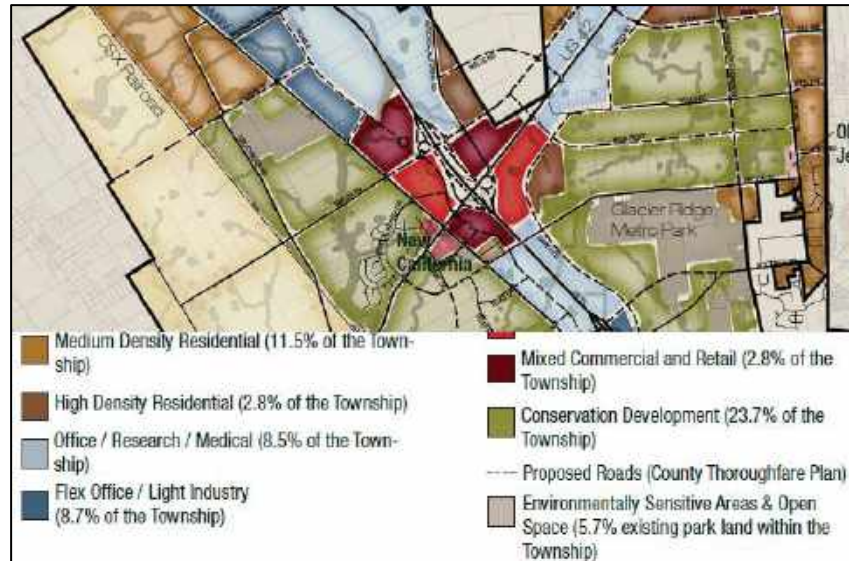 CSX Railroad
US 42
Glacier Ridge
Metro Park
New
California
Medium Density Residential (11.5% of the Town-
ship)
High Density Residential (2.8% of the Township)
Office / Research / Medical (8.5% of the Town-
ship)
Flex Office / Light Industry
(8.7% of the Township)
Mixed Commercial and Retail (2.8% of the
Township)
Conservation Development (23.7% of the
Township)
Proposed Roads (County Thoroughfare Plan)
Environmentally Sensitive Areas & Open
Space (5.7% existing park land within the
Township)